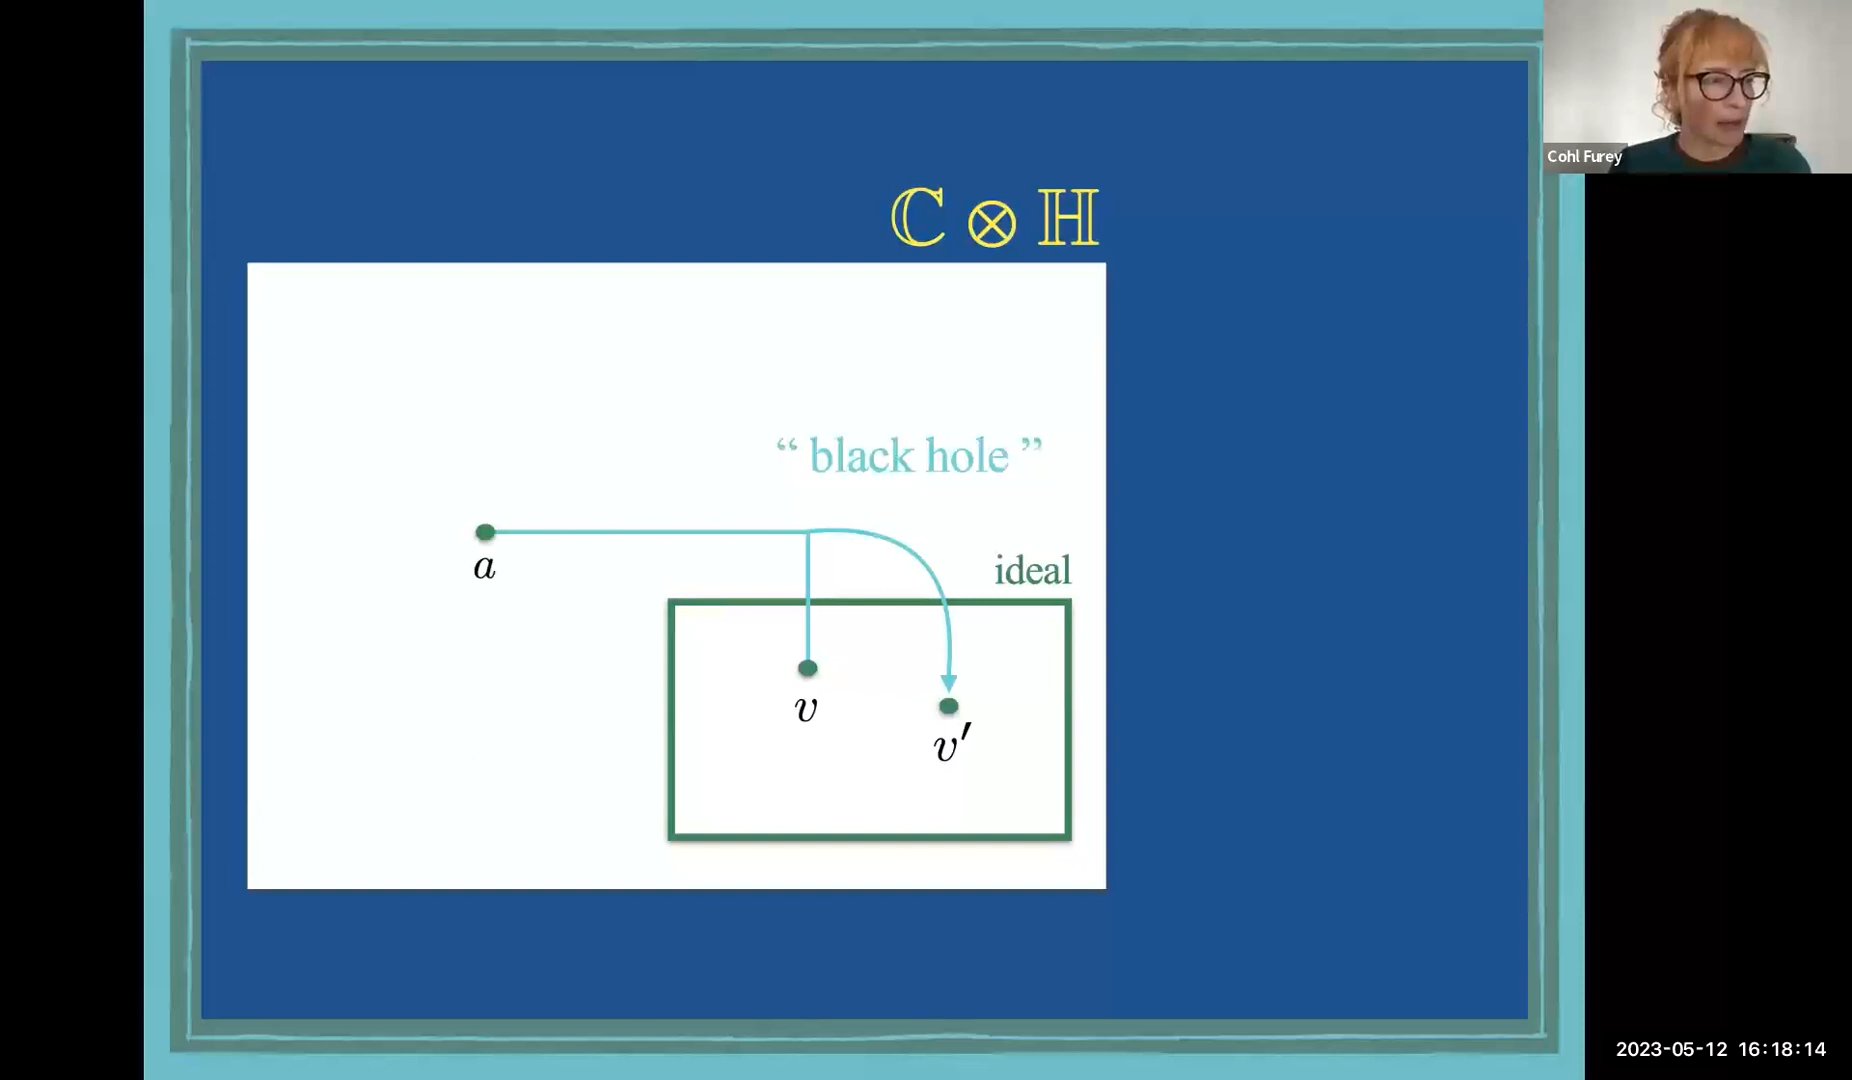 Cohl Furey
ℂ ⊗ ℍ
“ black hole ”
a
ideal
v
v′
2023-05-12 16:18:14